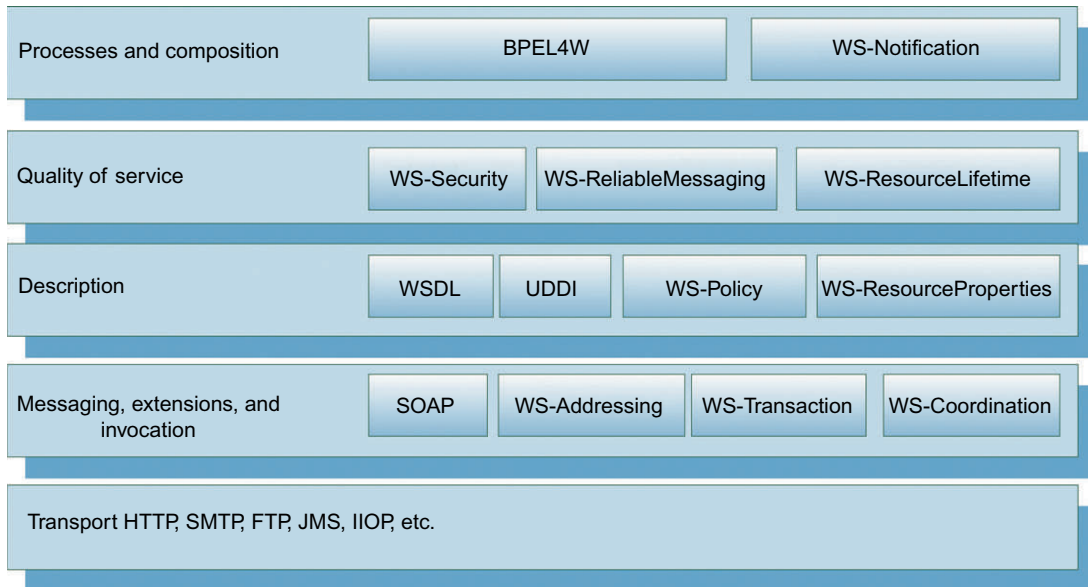 Processes and composition
BPEL4W
WS-Notification
Quality of service
WS-Security
WS-ReliableMessaging
WS-ResourceLifetime
Description
WSDL
UDDI
WS-Policy
WS-ResourceProperties
Messaging, extensions, and
invocation
SOAP
WS-Addressing
WS-Transaction
WS-Coordination
Transport HTTP, SMTP, FTP, JMS, IIOP, etc.